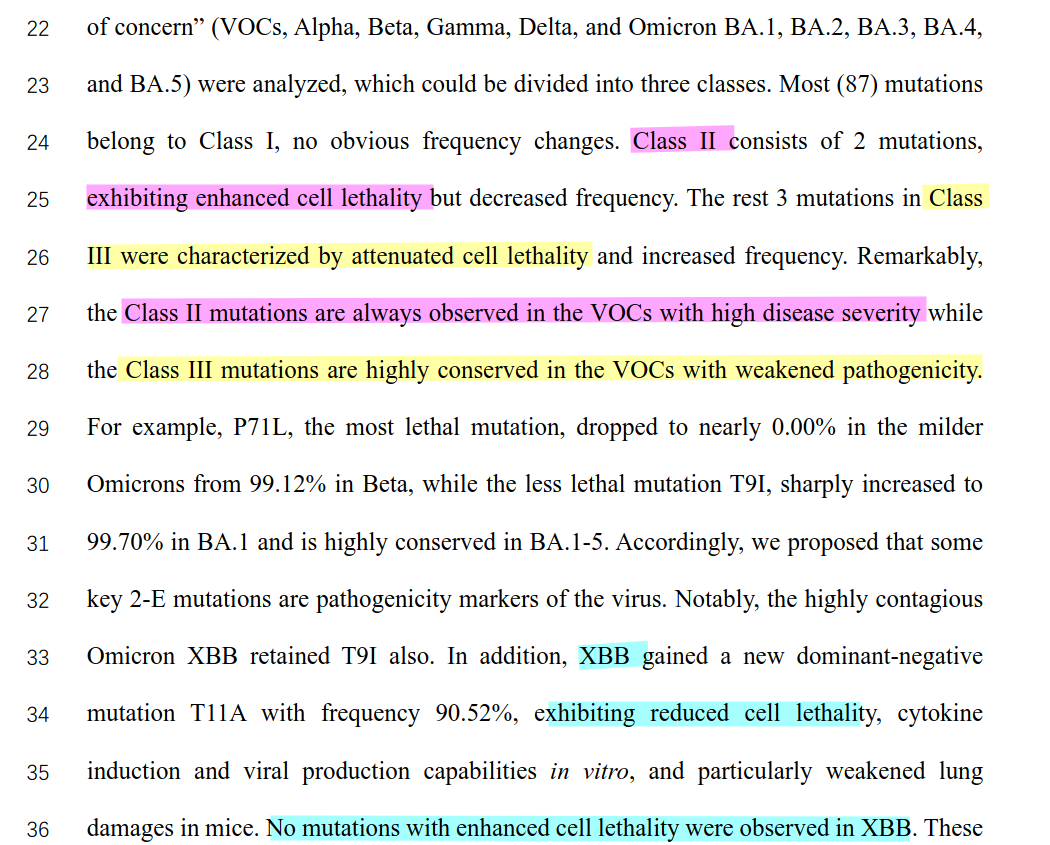 22 of concern” (VOCs, Alpha, Beta, Gamma, Delta, and Omicron BA.1, BA.2, BA.3, BA.4,
23 and BA.5) were analyzed, which could be divided into three classes. Most (87) mutations
24 belong to Class I, no obvious frequency changes. Class II consists of 2 mutations,
25 exhibiting enhanced cell lethality but decreased frequency. The rest 3 mutations in Class
26 III were characterized by attenuated cell lethality and increased frequency. Remarkably,
27 the Class II mutations are always observed in the VOCs with high disease severity while
28 the Class III mutations are highly conserved in the VOCs with weakened pathogenicity.
29 For example, P71L, the most lethal mutation, dropped to nearly 0.00% in the milder
30 Omicrons from 99.12% in Beta, while the less lethal mutation T9I, sharply increased to
31 99.70% in BA.1 and is highly conserved in BA.1-5. Accordingly, we proposed that some
32 key 2-E mutations are pathogenicity markers of the virus. Notably, the highly contagious
33 Omicron XBB retained T9I also. In addition, XBB gained a new dominant-negative
34 mutation T11A with frequency 90.52%, exhibiting reduced cell lethality, cytokine
35 induction and viral production capabilities in vitro, and particularly weakened lung
36 damages in mice. No mutations with enhanced cell lethality were observed in XBB. These